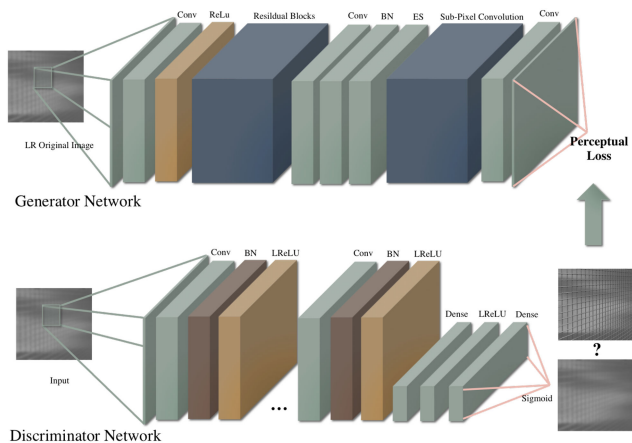 Conv ReLu Resildual Blocks Conv BN ES Sub-Pixel Convolution Conv
LR Original Image
Perceptual
Loss
Generator Network
Conv BN LReLU Conv BN LReLU
Dense LReLU Dense
?
Input
...
Sigmoid
Discriminator Network